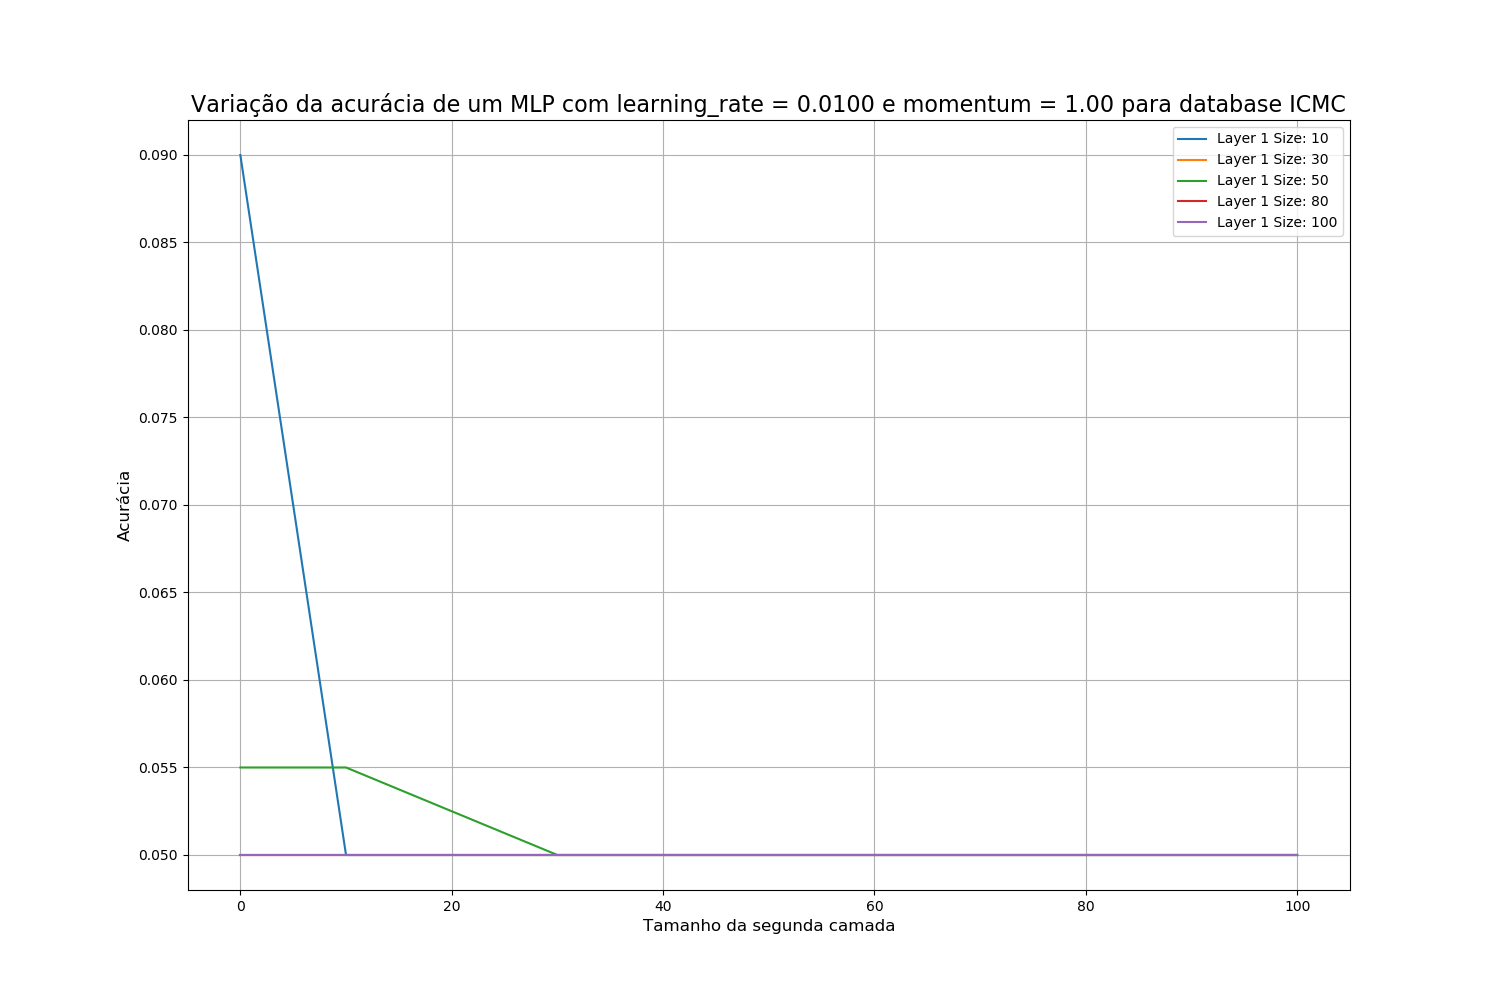 Variação da acurácia de um MLP com learning_rate = 0.0100 e momentum = 1.00 para database ICMC
Layer 1 Size: 10
Layer 1 Size: 30
Layer 1 Size: 50
Layer 1 Size: 80
Layer 1 Size: 100
0.090
0.085
0.080
0.075
0.070
0.065
0.060
0.055
0.050
Acurácia
0 20 40 60 80 100
Tamanho da segunda camada